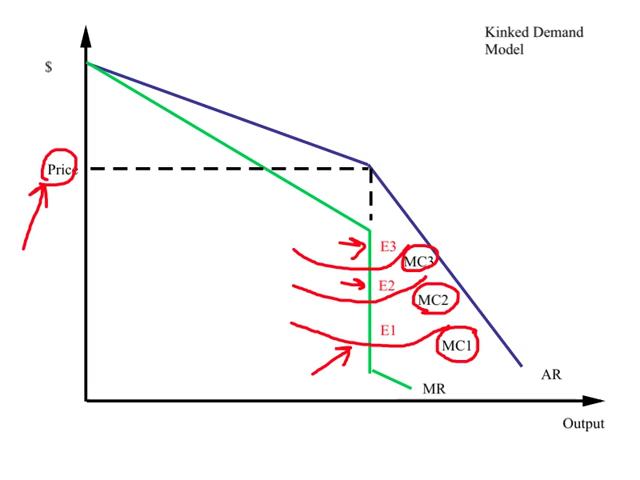 Kinked Demand
Model
$
Price
E3
MC3
E2
MC2
E1
MC1
AR
MR
Output